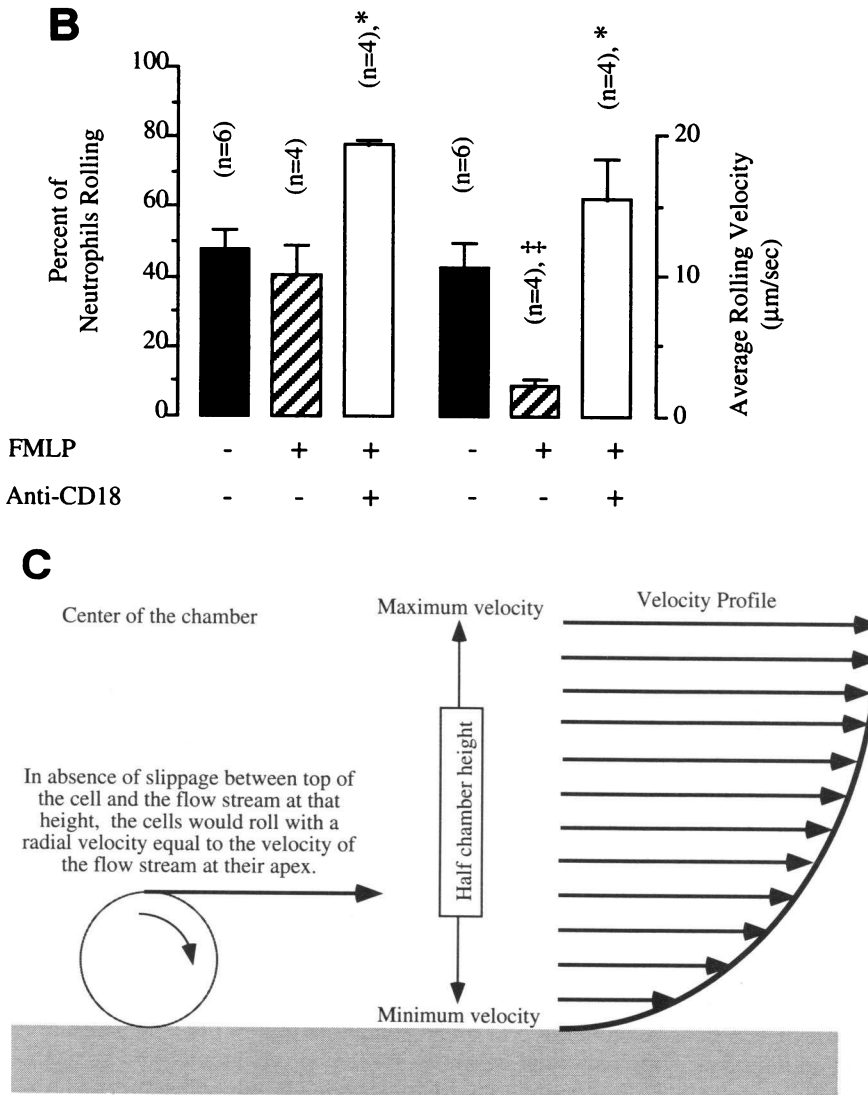 B
(n=4),*
(n=4), *
100
80
60
40
20
0
Percent of
Neutrophils Rolling
(n=6)
(n=4)
(n=6)
(n=4), ‡
20
10
0
Average Rolling Velocity
(μm/sec)
FMLP - + + - + +
Anti-CD18 - - + - - +
C
Center of the chamber
Maximum velocity
Velocity Profile
Half chamber height
In absence of slippage between top of
the cell and the flow stream at that
height, the cells would roll with a
radial velocity equal to the velocity of
the flow stream at their apex.
Minimum velocity